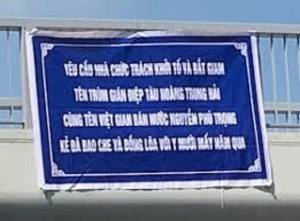 YÊU CẦU NHÀ CHỨC TRÁCH KHỞI TỐ VÀ BẮT GIAM
TÊN TRÙM GIÁN ĐIỆP TÀU HOÀNG TRUNG HẢI
CÙNG TÊN VIỆT GIAN BÁN NƯỚC NGUYỄN PHÚ TRỌNG
KẺ ĐÃ BAO CHE VÀ ĐỒNG LÕA VỚI Y MƯỜI MẤY NĂM QUA